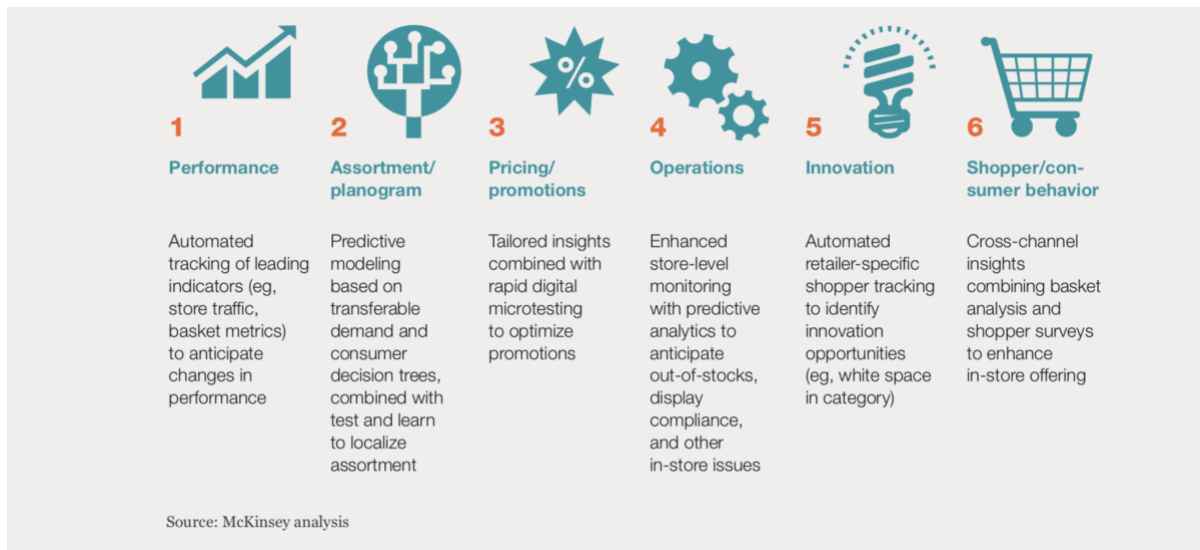 %
1
Performance
Automated
tracking of leading
indicators (eg,
store traffic,
basket metrics)
to anticipate
changes in
performance
2
Assortment/
planogram
Predictive
modeling
based on
transferable
demand and
consumer
decision trees,
combined with
test and learn
to localize
assortment
3
Pricing/
promotions
Tailored insights
combined with
rapid digital
microtesting
to optimize
promotions
4
Operations
Enhanced
store-level
monitoring
with predictive
analytics to
anticipate
out-of-stocks,
display
compliance,
and other
in-store issues
5
Innovation
Automated
retailer-specific
shopper tracking
to identify
innovation
opportunities
(eg, white space
in category)
6
Shopper/con-
sumer behavior
Cross-channel
insights
combining basket
analysis and
shopper surveys
to enhance
in-store offering
Source: McKinsey analysis